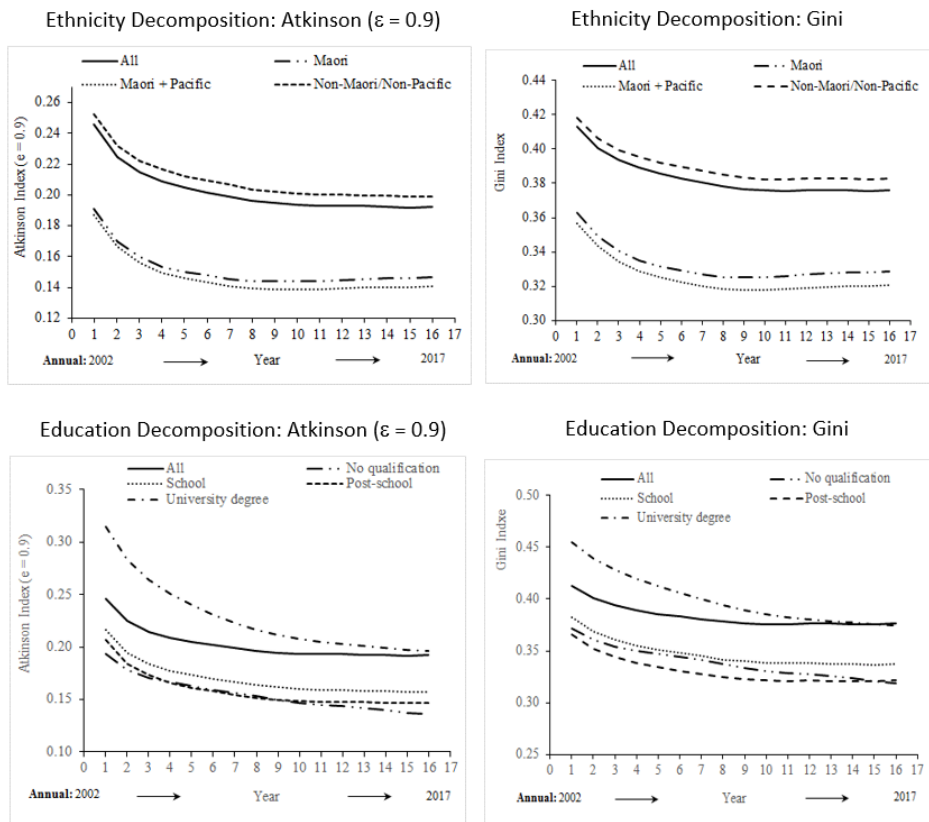 Ethnicity Decomposition: Atkinson (ε = 0.9)
All
Maori
Maori + Pacific
Non-Maori/Non-Pacific
Atkinson Index (e = 0.9)
0.26
0.24
0.22
0.20
0.18
0.16
0.14
0.12
0 1 2 3 4 5 6 7 8 9 10 11 12 13 14 15 16 17
Annual: 2002 Year 2017
Ethnicity Decomposition: Gini
All
Maori
Maori + Pacific
Non-Maori/Non-Pacific
Gini Index
0.44
0.42
0.40
0.38
0.36
0.34
0.32
0.30
0 1 2 3 4 5 6 7 8 9 10 11 12 13 14 15 16 17
Annual: 2002 Year 2017
Education Decomposition: Atkinson (ε = 0.9)
All
No qualification
School
Post-school
University degree
Atkinson Index (e = 0.9)
0.35
0.30
0.25
0.20
0.15
0.10
0 1 2 3 4 5 6 7 8 9 10 11 12 13 14 15 16 17
Annual: 2002 Year 2017
Education Decomposition: Gini
All
No qualification
School
Post-school
University degree
Gini Indxe
0.50
0.45
0.40
0.35
0.30
0.25
0 1 2 3 4 5 6 7 8 9 10 11 12 13 14 15 16 17
Annual: 2002 Year 2017